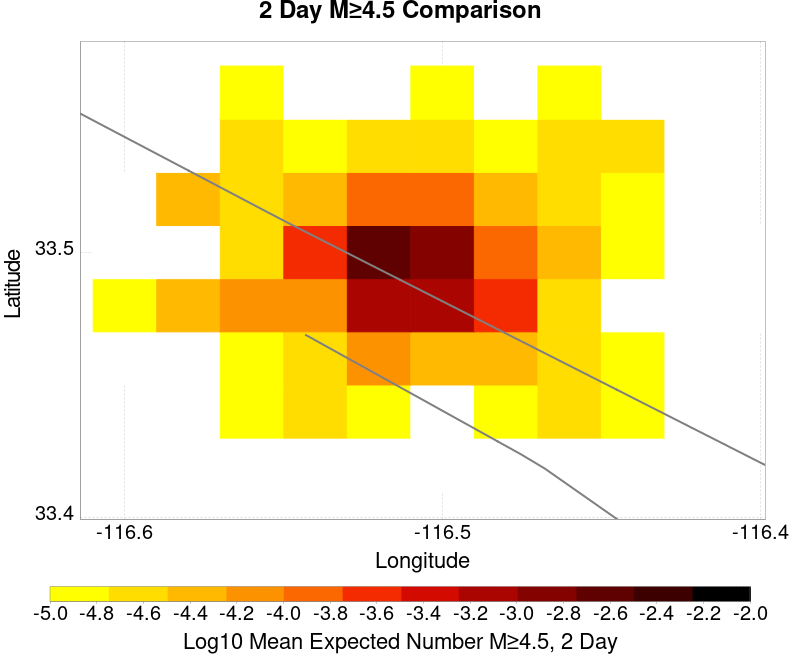 2 Day M≥4.5 Comparison
Latitude
33.5
33.4
-116.6 -116.5 -116.4
Longitude
-5.0 -4.8 -4.6 -4.4 -4.2 -4.0 -3.8 -3.6 -3.4 -3.2 -3.0 -2.8 -2.6 -2.4 -2.2 -2.0
Log10 Mean Expected Number M≥4.5, 2 Day